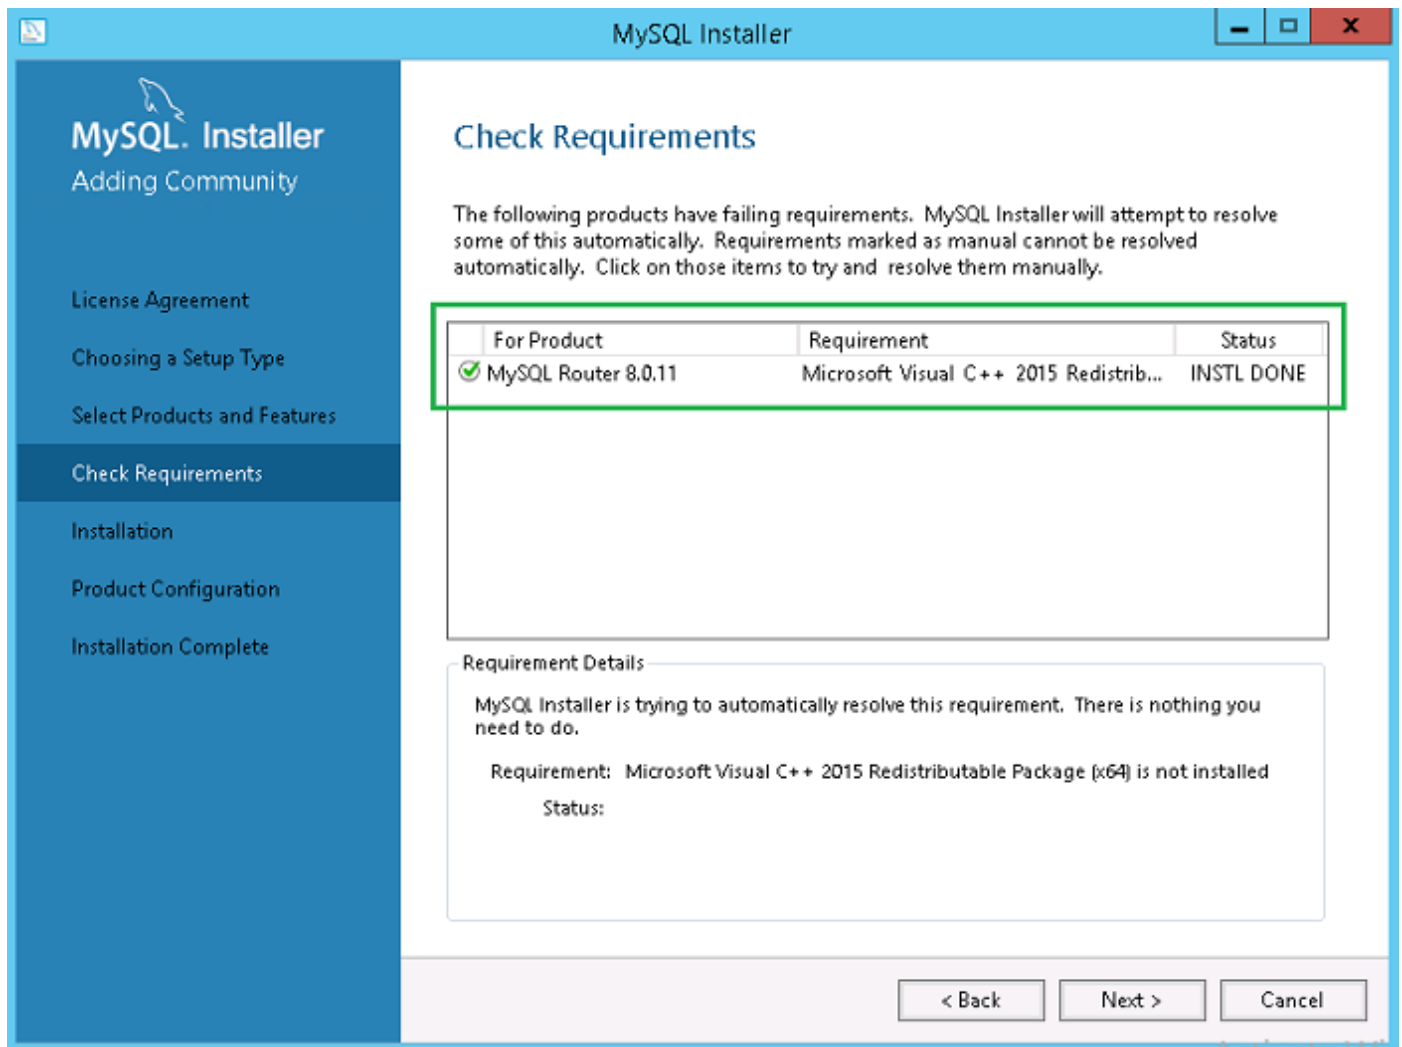 MySQL Installer
MySQL. Installer
Adding Community
License Agreement
Choosing a Setup Type
Select Products and Features
Check Requirements
Installation
Product Configuration
Installation Complete
Check Requirements
The following products have failing requirements. MySQL Installer will attempt to resolve
some of this automatically. Requirements marked as manual cannot be resolved
automatically. Click on those items to try and resolve them manually.
For Product Requirement Status
MySQL Router 8.0.11 Microsoft Visual C++ 2015 Redistrib... INSTL DONE
Requirement Details
MySQL Installer is trying to automatically resolve this requirement. There is nothing you
need to do.
Requirement: Microsoft Visual C++ 2015 Redistributable Package (x64) is not installed
Status:
< Back Next > Cancel